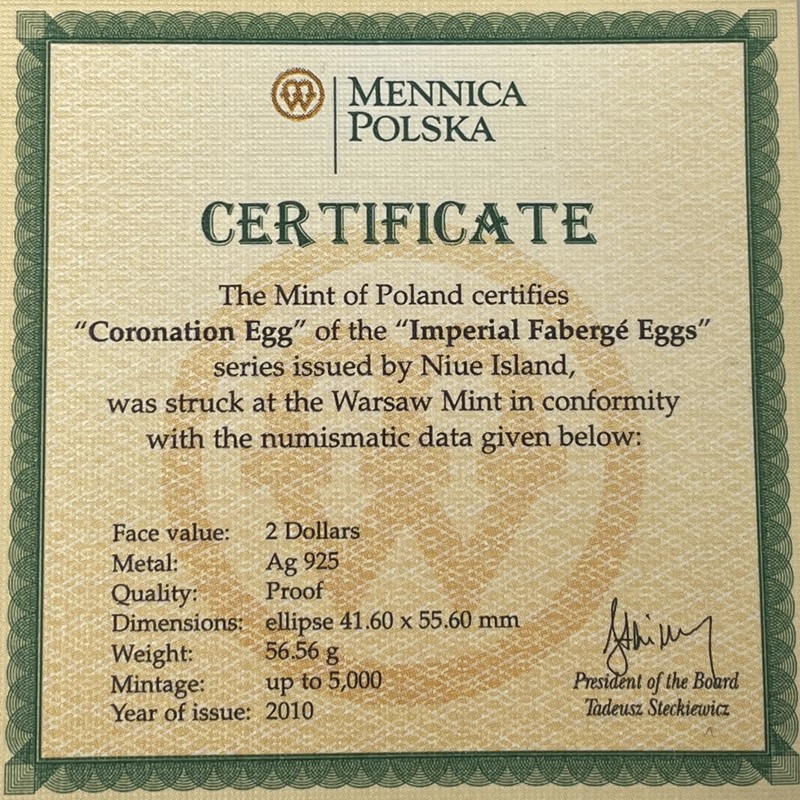 MENNICA
POLSKA
CERTIFICATE
The Mint of Poland certifies
“Coronation Egg” of the “Imperial Fabergé Eggs”
series issued by Niue Island,
was struck at the Warsaw Mint in conformity
with the numismatic data given below:
Face value: 2 Dollars
Metal: Ag 925
Quality: Proof
Dimensions: ellipse 41.60 x 55.60 mm
Weight: 56.56 g
Mintage: up to 5,000
Year of issue: 2010
President of the Board
Tadeusz Steckiewicz